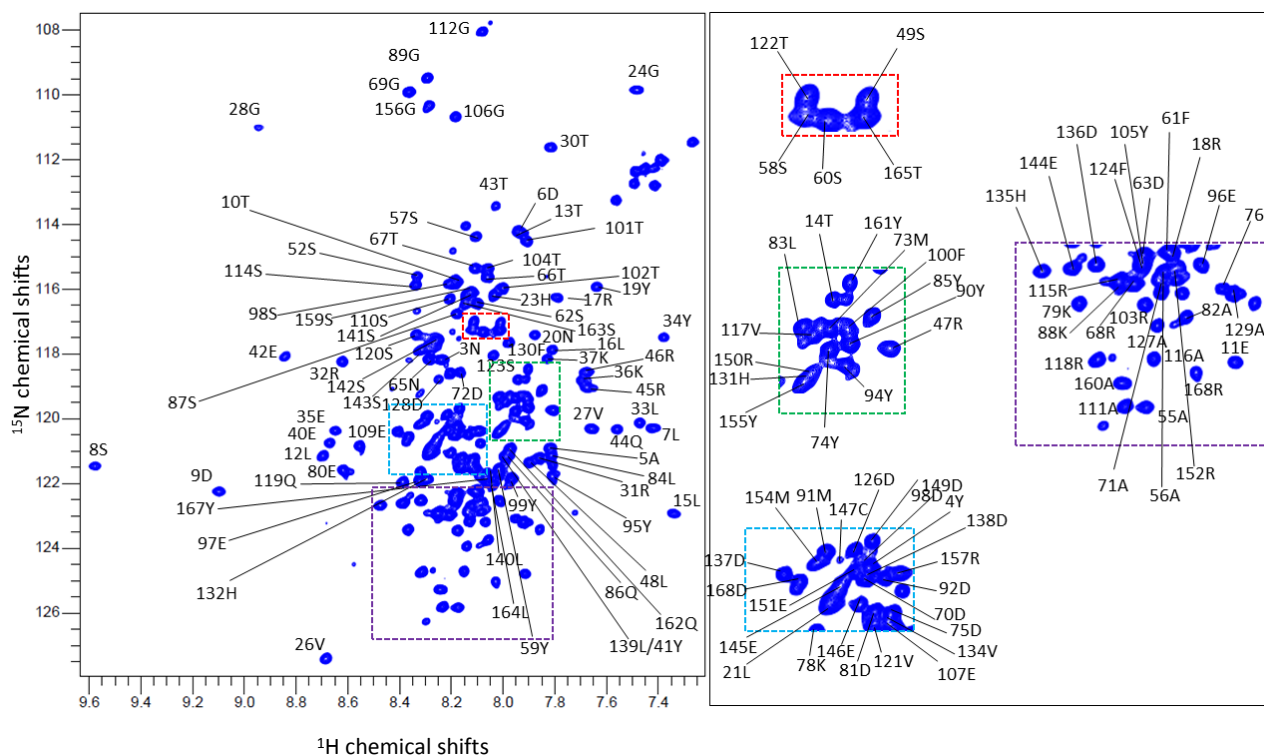 108
110
112
114
116
118
120
122
124
126
15N chemical shifts
9.6 9.4 9.2 9.0 8.8 8.6 8.4 8.2 8.0 7.8 7.6 7.4
1H chemical shifts
112G
89G
69G
156G
106G
24G
28G
30T
43T
6D
13T
101T
10T
57S
52S
67T
104T
66T
114S
102T
19Y
17R
23H
98S
159S
110S
62S
163S
141S
120S
20N
16L
34Y
42E
32R
3N
130F
123S
37K
46R
36K
45R
142S
65N
72D
87S
143S
128D
35E
40E
109E
12L
27V
33L
7L
44Q
8S
80E
5A
84L
31R
9D
119Q
167Y
99Y
95Y
15L
97E
132H
140L
48L
86Q
164L
162Q
26V
59Y
139L/41Y
122T
49S
58S
60S
165T
14T
161Y
73M
83L
100F
85Y
90Y
117V
47R
150R
131H
155Y
94Y
74Y
154M
91M
147C
126D
149D
98D
4Y
138D
137D
157R
168D
92D
151E
70D
145E
75D
146E
134V
21L
78K
81D
121V
107E
61F
105Y
136D
18R
144E
124F
63D
96E
135H
76
115R
79K
103R
82A
88K
68R
129A
127A
11E
118R
116A
160A
168R
111A
55A
71A
56A
152R